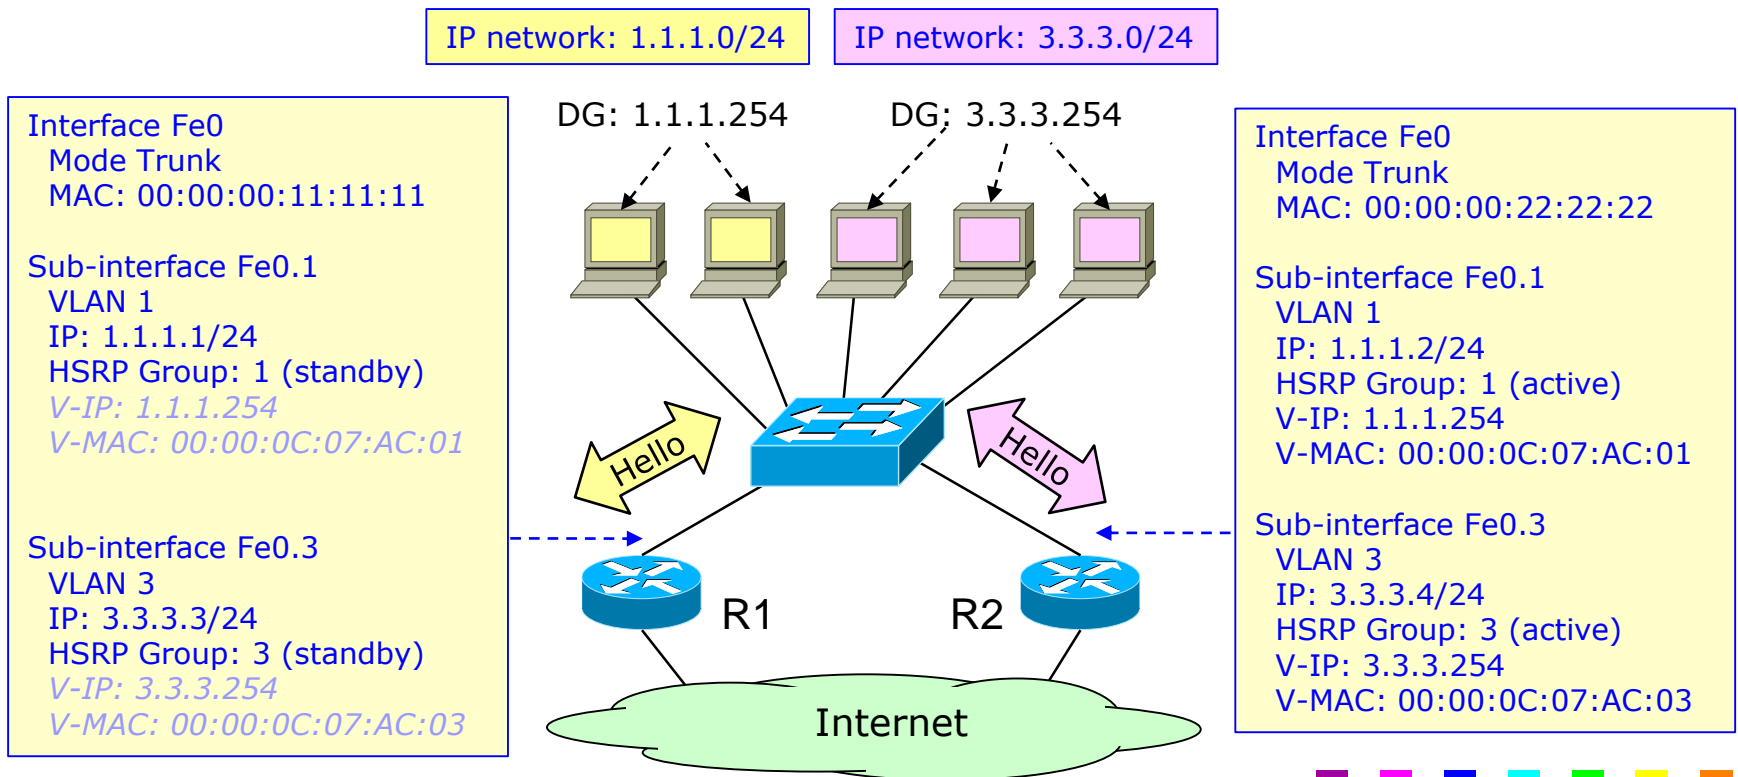 IP network: 1.1.1.0/24
IP network: 3.3.3.0/24
Interface Fe0
Mode Trunk
MAC: 00:00:00:11:11:11
Sub-interface Fe0.1
VLAN 1
IP: 1.1.1.1/24
HSRP Group: 1 (standby)
V-IP: 1.1.1.254
V-MAC: 00:00:0C:07:AC:01
Sub-interface Fe0.3
VLAN 3
IP: 3.3.3.3/24
HSRP Group: 3 (standby)
V-IP: 3.3.3.254
V-MAC: 00:00:0C:07:AC:03
DG: 1.1.1.254
DG: 3.3.3.254
Hello
Hello
R1
R2
Internet
Interface Fe0
Mode Trunk
MAC: 00:00:00:22:22:22
Sub-interface Fe0.1
VLAN 1
IP: 1.1.1.2/24
HSRP Group: 1 (active)
V-IP: 1.1.1.254
V-MAC: 00:00:0C:07:AC:01
Sub-interface Fe0.3
VLAN 3
IP: 3.3.3.4/24
HSRP Group: 3 (active)
V-IP: 3.3.3.254
V-MAC: 00:00:0C:07:AC:03